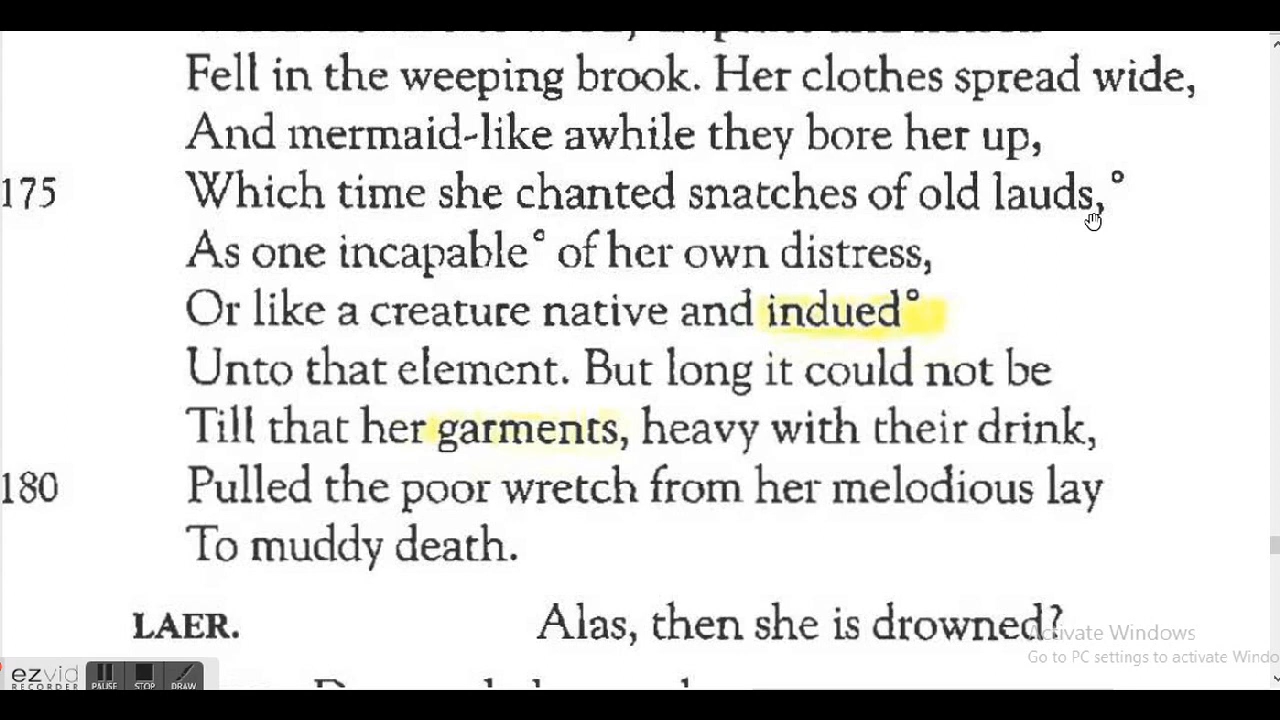 Fell in the weeping brook. Her clothes spread wide,
And mermaid-like awhile they bore her up,
175 Which time she chanted snatches of old lauds,°
As one incapable° of her own distress,
Or like a creature native and indued°
Unto that element. But long it could not be
Till that her garments, heavy with their drink,
180 Pulled the poor wretch from her melodious lay
To muddy death.
LAER. Alas, then she is drowned?
Activate Windows
Go to PC settings to activate Windo
ezvid
RECORDER
PAUSE STOP DRAW